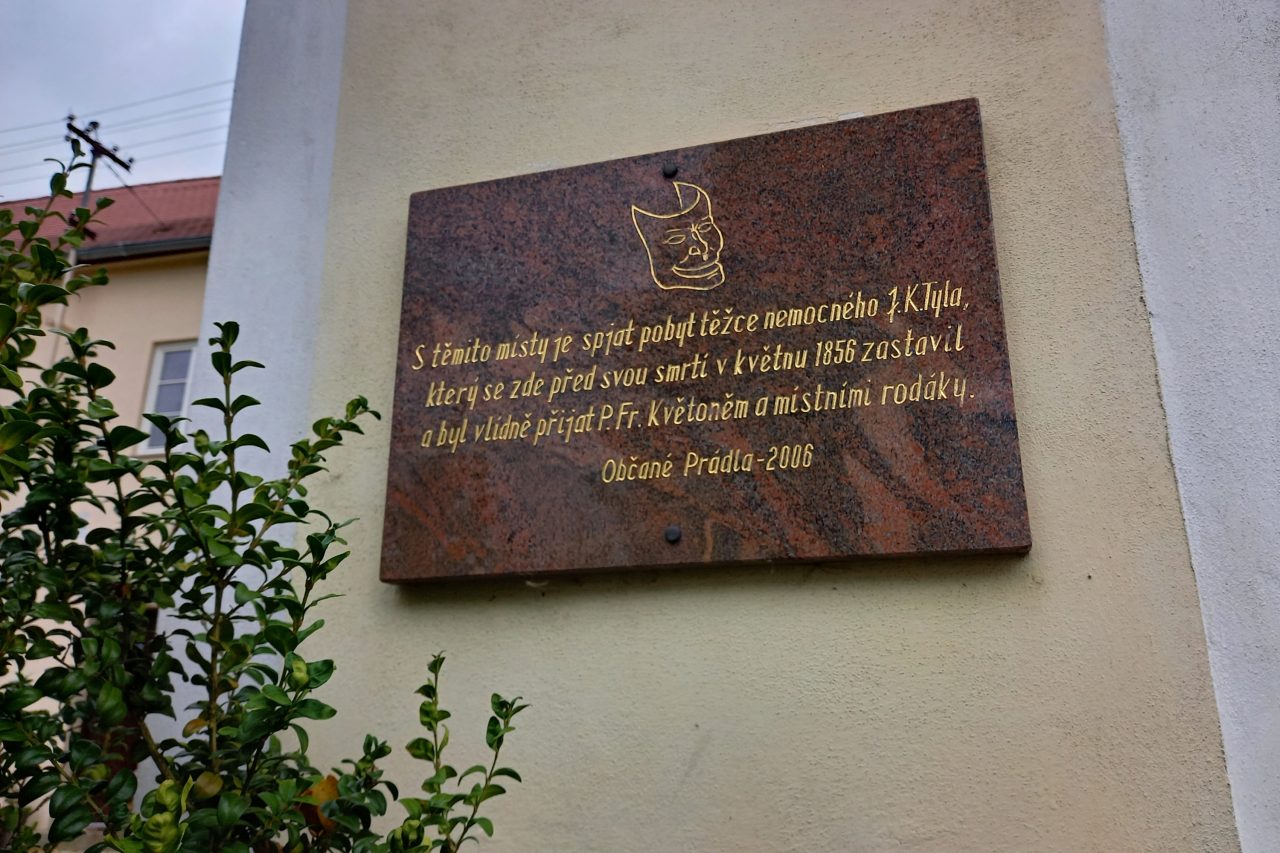 S těmito místy je spjat pobyt těžce nemocného J.K.Tyla,
který se zde před svou smrtí v květnu 1856 zastavil
a byl vlídně přijat P. Fr. Květoněm a místními rodáky.
Občané Prádla-2006